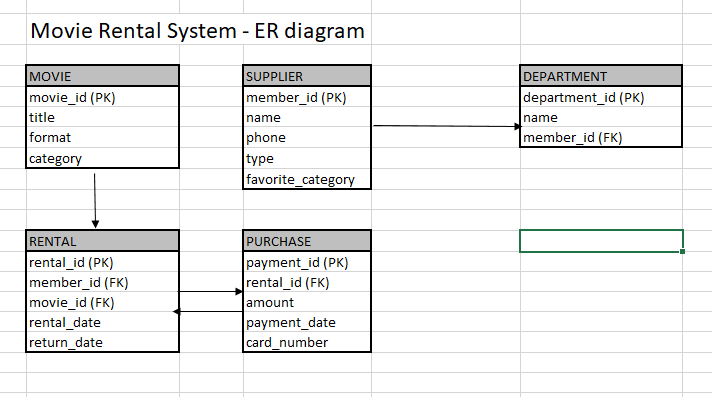 Movie Rental System - ER diagram
MOVIE
movie_id (PK)
title
format
category
SUPPLIER
member_id (PK)
name
phone
type
favorite_category
DEPARTMENT
department_id (PK)
name
member_id (FK)
RENTAL
rental_id (PK)
member_id (FK)
movie_id (FK)
rental_date
return_date
PURCHASE
payment_id (PK)
rental_id (FK)
amount
payment_date
card_number